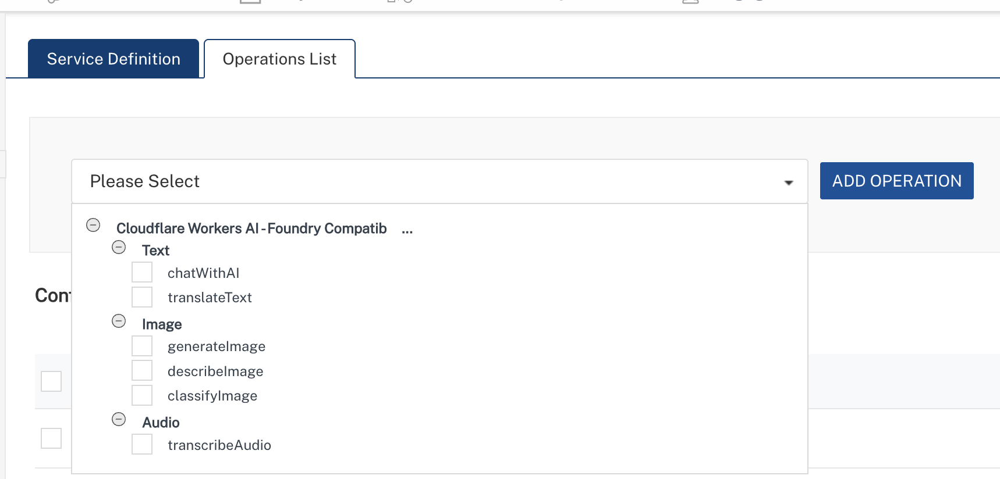 Service Definition
Operations List
Please Select
ADD OPERATION
Cloudflare Workers AI - Foundry Compatib ...
Text
chatWithAI
translateText
Image
generateImage
describeImage
classifyImage
Audio
transcribeAudio